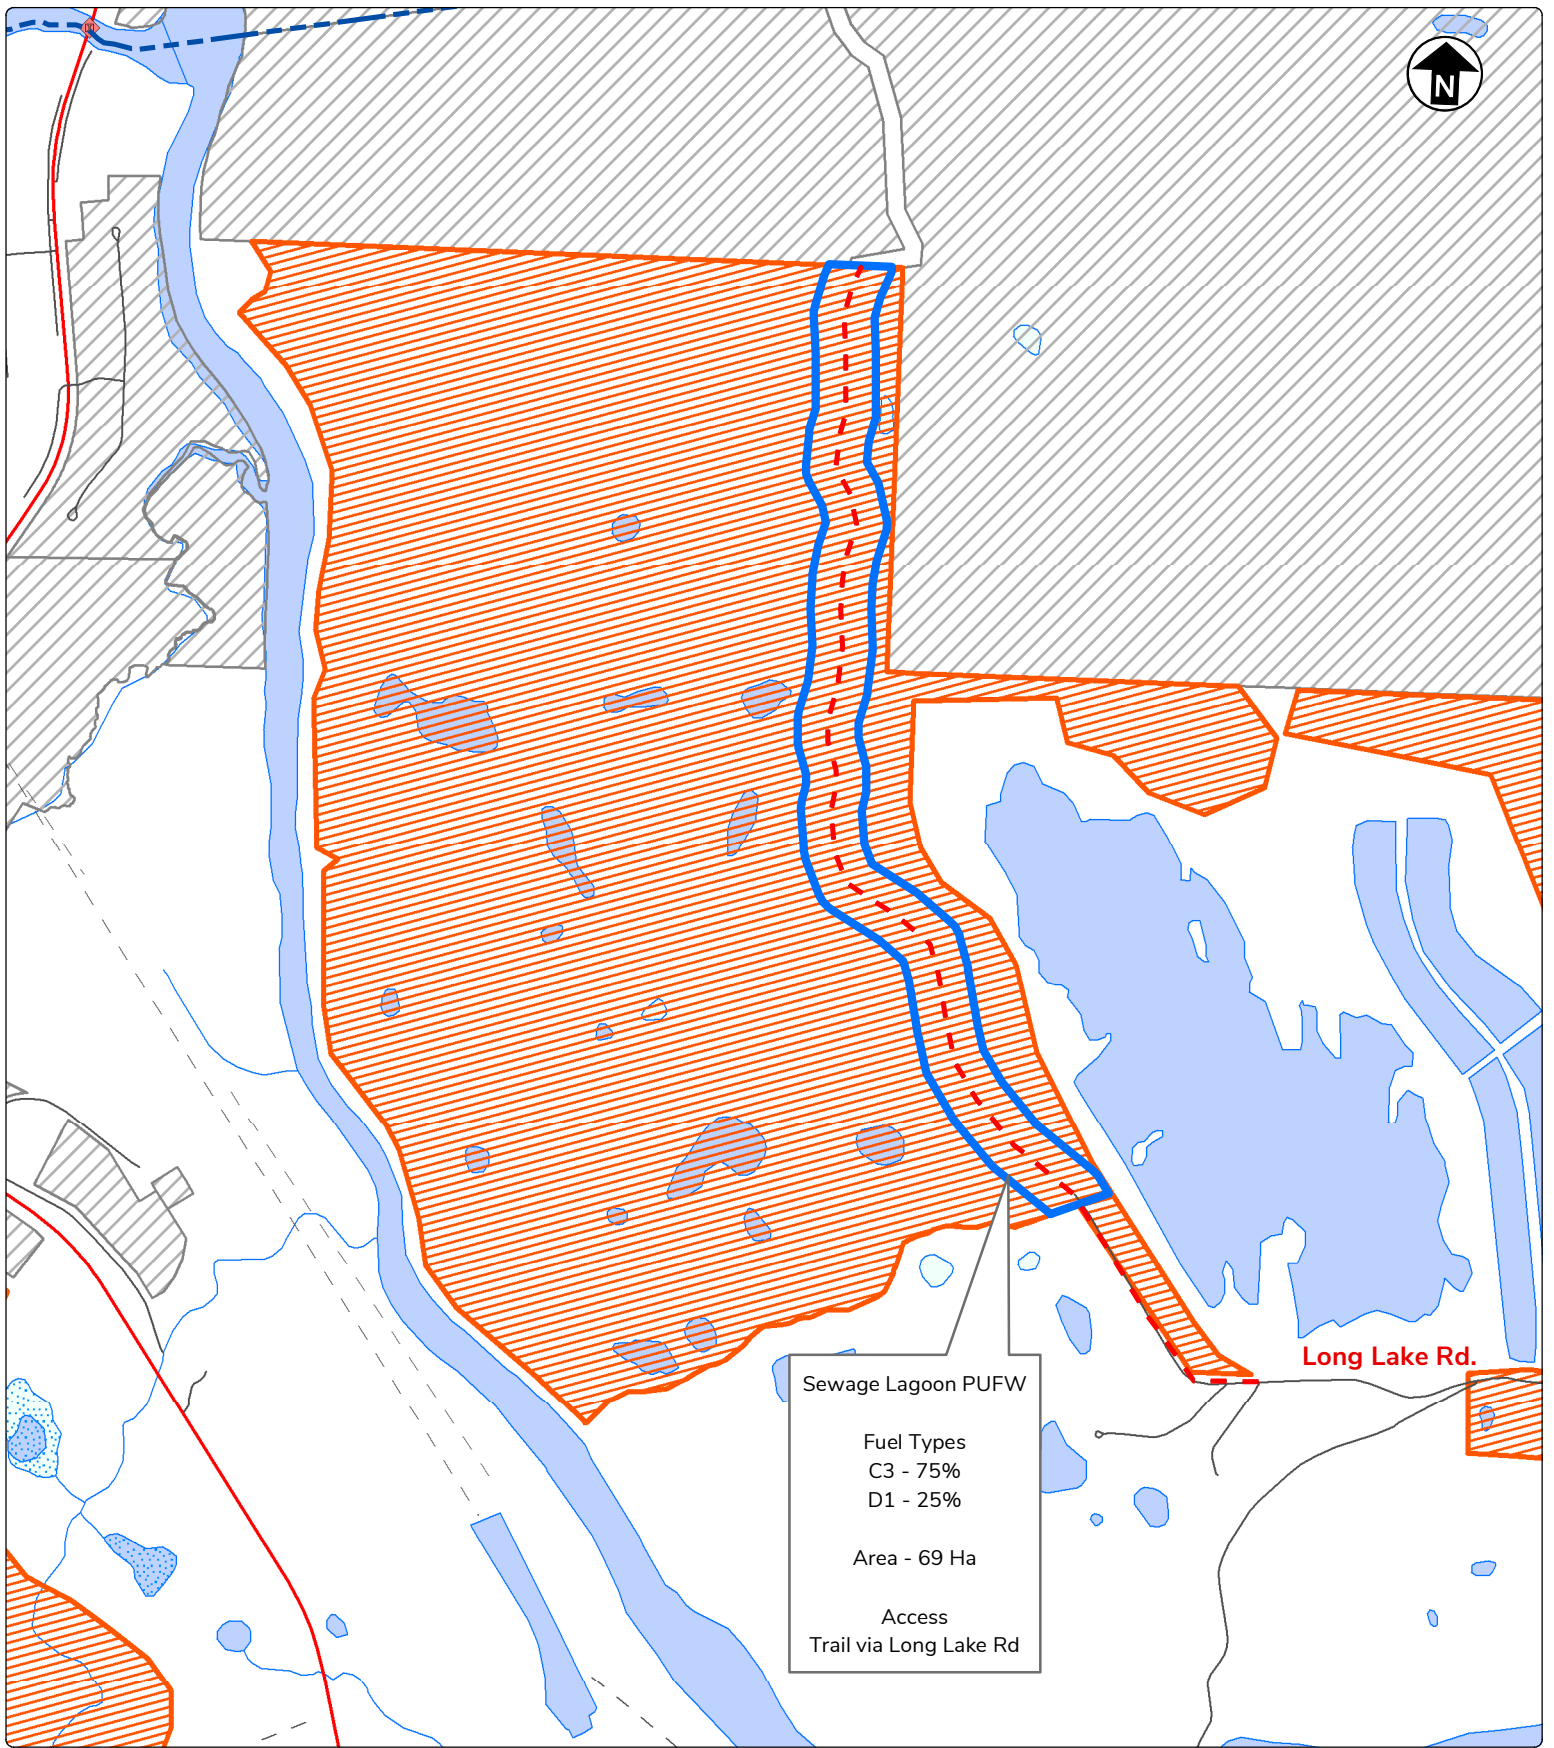 N
Long Lake Rd.
Sewage Lagoon PUFW
Fuel Types
C3 - 75%
D1 - 25%
Area - 69 Ha
Access
Trail via Long Lake Rd